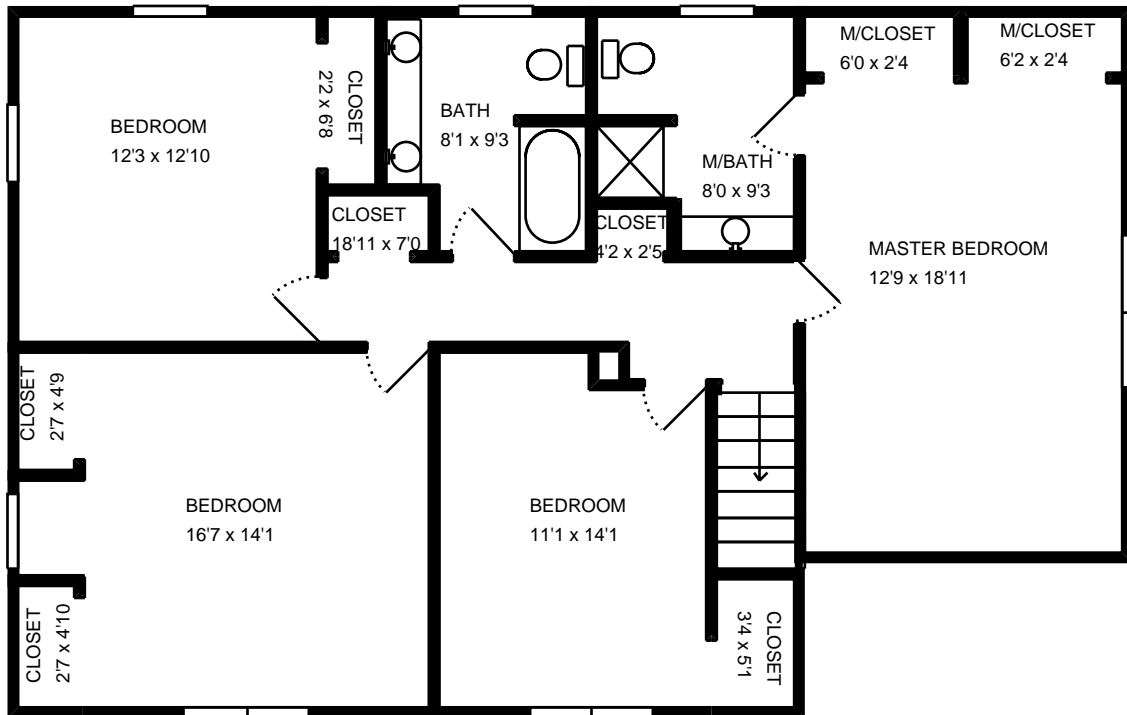 M/CLOSET
6'0 x 2'4
M/CLOSET
6'2 x 2'4
CLOSET
2'2 x 6'8
BEDROOM
12'3 x 12'10
BATH
8'1 x 9'3
M/BATH
8'0 x 9'3
CLOSET
18'11 x 7'0
CLOSET
4'2 x 2'5
MASTER BEDROOM
12'9 x 18'11
CLOSET
2'7 x 4'9
BEDROOM
16'7 x 14'1
BEDROOM
11'1 x 14'1
CLOSET
2'7 x 4'10
CLOSET
3'4 x 5'1